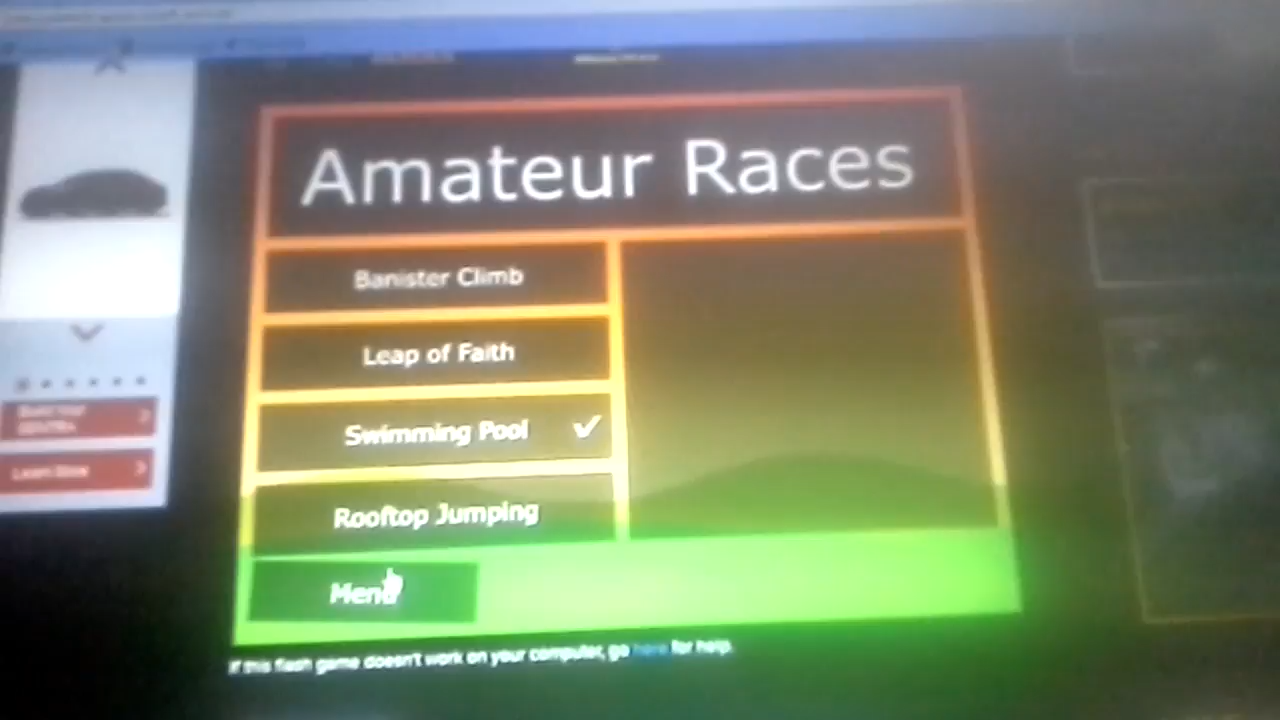 Amateur Races
Banister Climb
Leap of Faith
Swimming Pool
Rooftop Jumping
Menu
If this flash game doesn't work on your computer, go here for help.